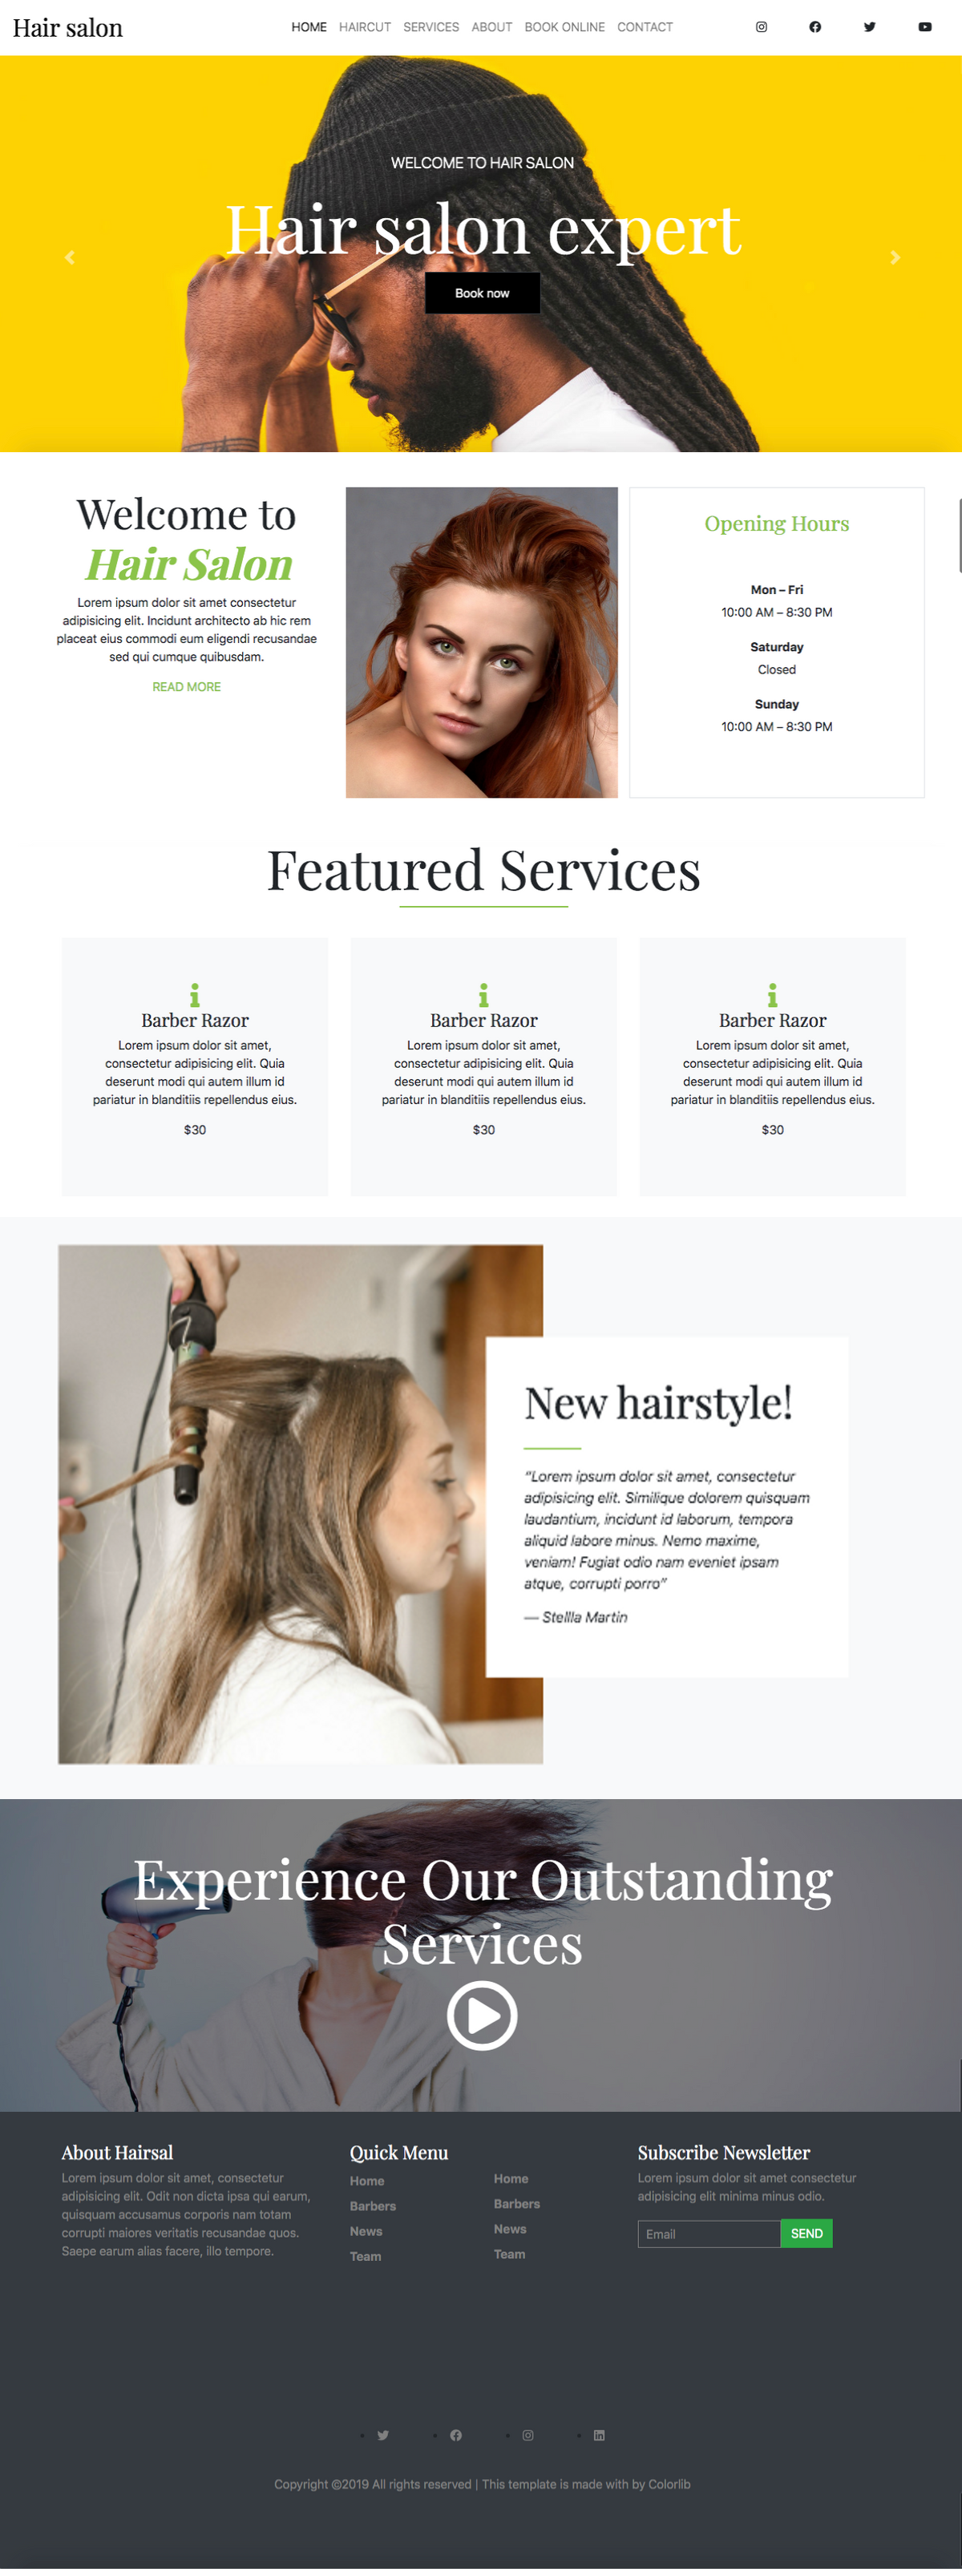 Hair salon
HOME HAIRCUT SERVICES ABOUT BOOK ONLINE CONTACT
WELCOME TO HAIR SALON
Hair salon expert
Book now
Welcome to
Hair Salon
Lorem ipsum dolor sit amet consectetur
adipisicing elit. Incidunt architecto ab hic rem
placeat eius commodi eum eligendi recusandae
sed qui cumque quibusdam.
READ MORE
Opening Hours
Mon – Fri
10:00 AM – 8:30 PM
Saturday
Closed
Sunday
10:00 AM – 8:30 PM
Featured Services
Barber Razor
Lorem ipsum dolor sit amet,
consectetur adipisicing elit. Quia
deserunt modi qui autem illum id
pariatur in blanditiis repellendus eius.
$30
Barber Razor
Lorem ipsum dolor sit amet,
consectetur adipisicing elit. Quia
deserunt modi qui autem illum id
pariatur in blanditiis repellendus eius.
$30
Barber Razor
Lorem ipsum dolor sit amet,
consectetur adipisicing elit. Quia
deserunt modi qui autem illum id
pariatur in blanditiis repellendus eius.
$30
New hairstyle!
“Lorem ipsum dolor sit amet, consectetur
adipisicing elit. Similique dolorem quisquam
laudantium, incidunt id laborum, tempora
aliquid labore minus. Nemo maxime,
veniam! Fugiat odio nam eveniet ipsam
atque, corrupti porro”
— Stellla Martin
Experience Our Outstanding
Services
About Hairsal
Lorem ipsum dolor sit amet, consectetur
adipisicing elit. Odit non dicta ipsa qui earum,
quisquam accusamus corporis nam totam
corrupti maiores veritatis recusandae quos.
Saepe earum alias facere, illo tempore.
Quick Menu
Home
Barbers
News
Team
Home
Barbers
News
Team
Subscribe Newsletter
Lorem ipsum dolor sit amet consectetur
adipisicing elit minima minus odio.
Email
SEND
Copyright ©2019 All rights reserved | This template is made with by Colorlib